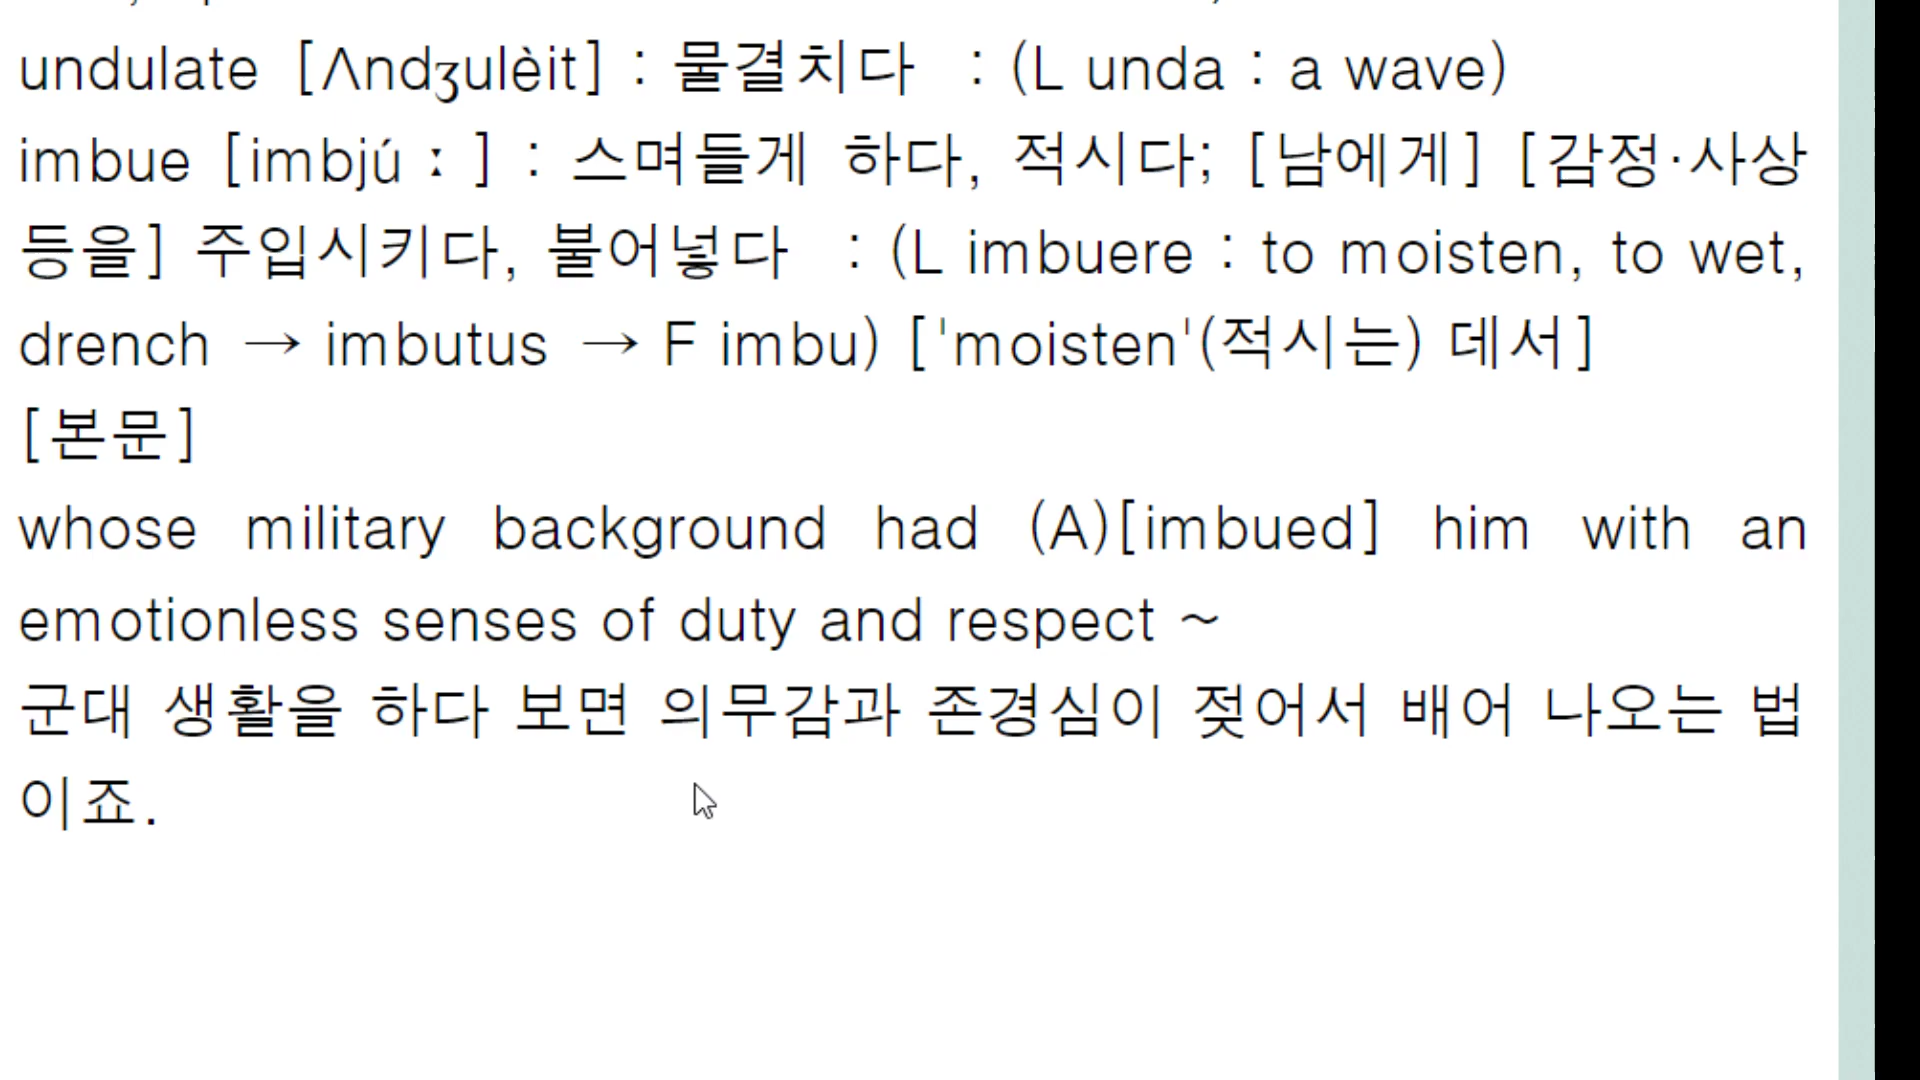 undulate [Λndʒulèit] : 물결치다 : (L unda : a wave)
imbue [imbjú ː ] : 스며들게 하다, 적시다; [남에게] [감정·사상
등을] 주입시키다, 불어넣다 : (L imbuere : to moisten, to wet,
drench → imbutus → F imbu) ['moisten'(적시는) 데서]
[본문]
whose military background had (A)[imbued] him with an
emotionless senses of duty and respect ~
군대 생활을 하다 보면 의무감과 존경심이 젖어서 배어 나오는 법
이죠.